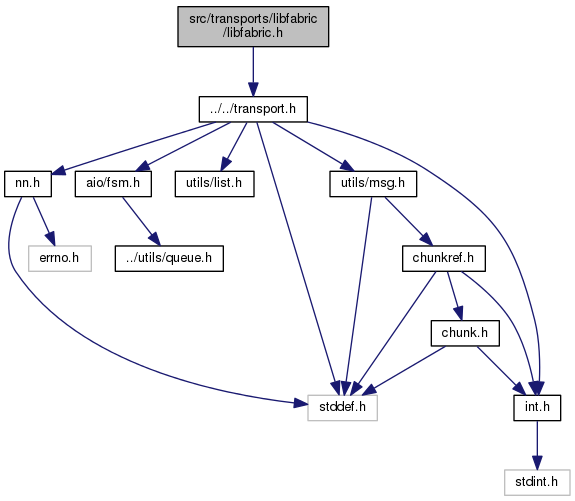 src/transports/libfabric
/libfabric.h
../../transport.h
nn.h
aio/fsm.h
utils/list.h
utils/msg.h
errno.h
../utils/queue.h
chunkref.h
chunk.h
stddef.h
int.h
stdint.h